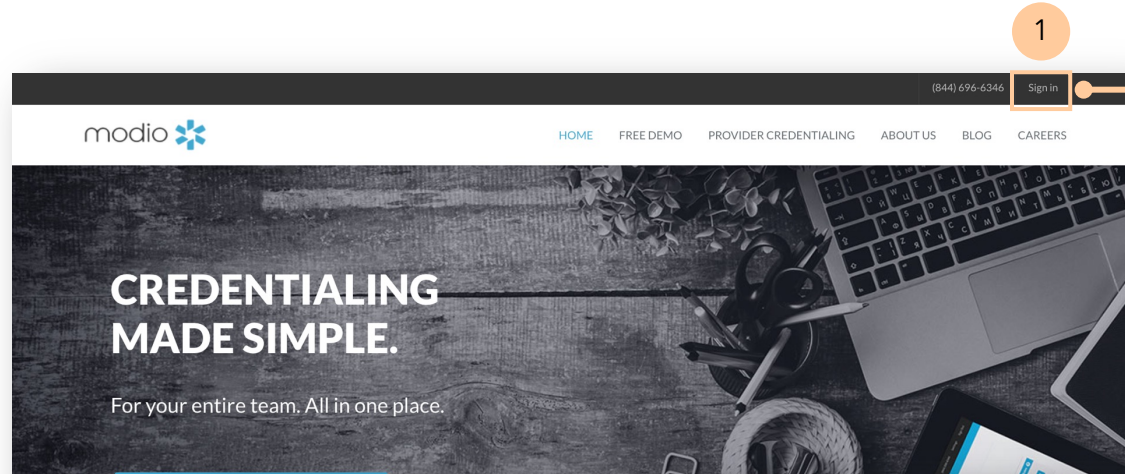 1
(844) 696-6346 Sign in
modio
HOME FREE DEMO PROVIDER CREDENTIALING ABOUT US BLOG CAREERS
CREDENTIALING
MADE SIMPLE.
For your entire team. All in one place.